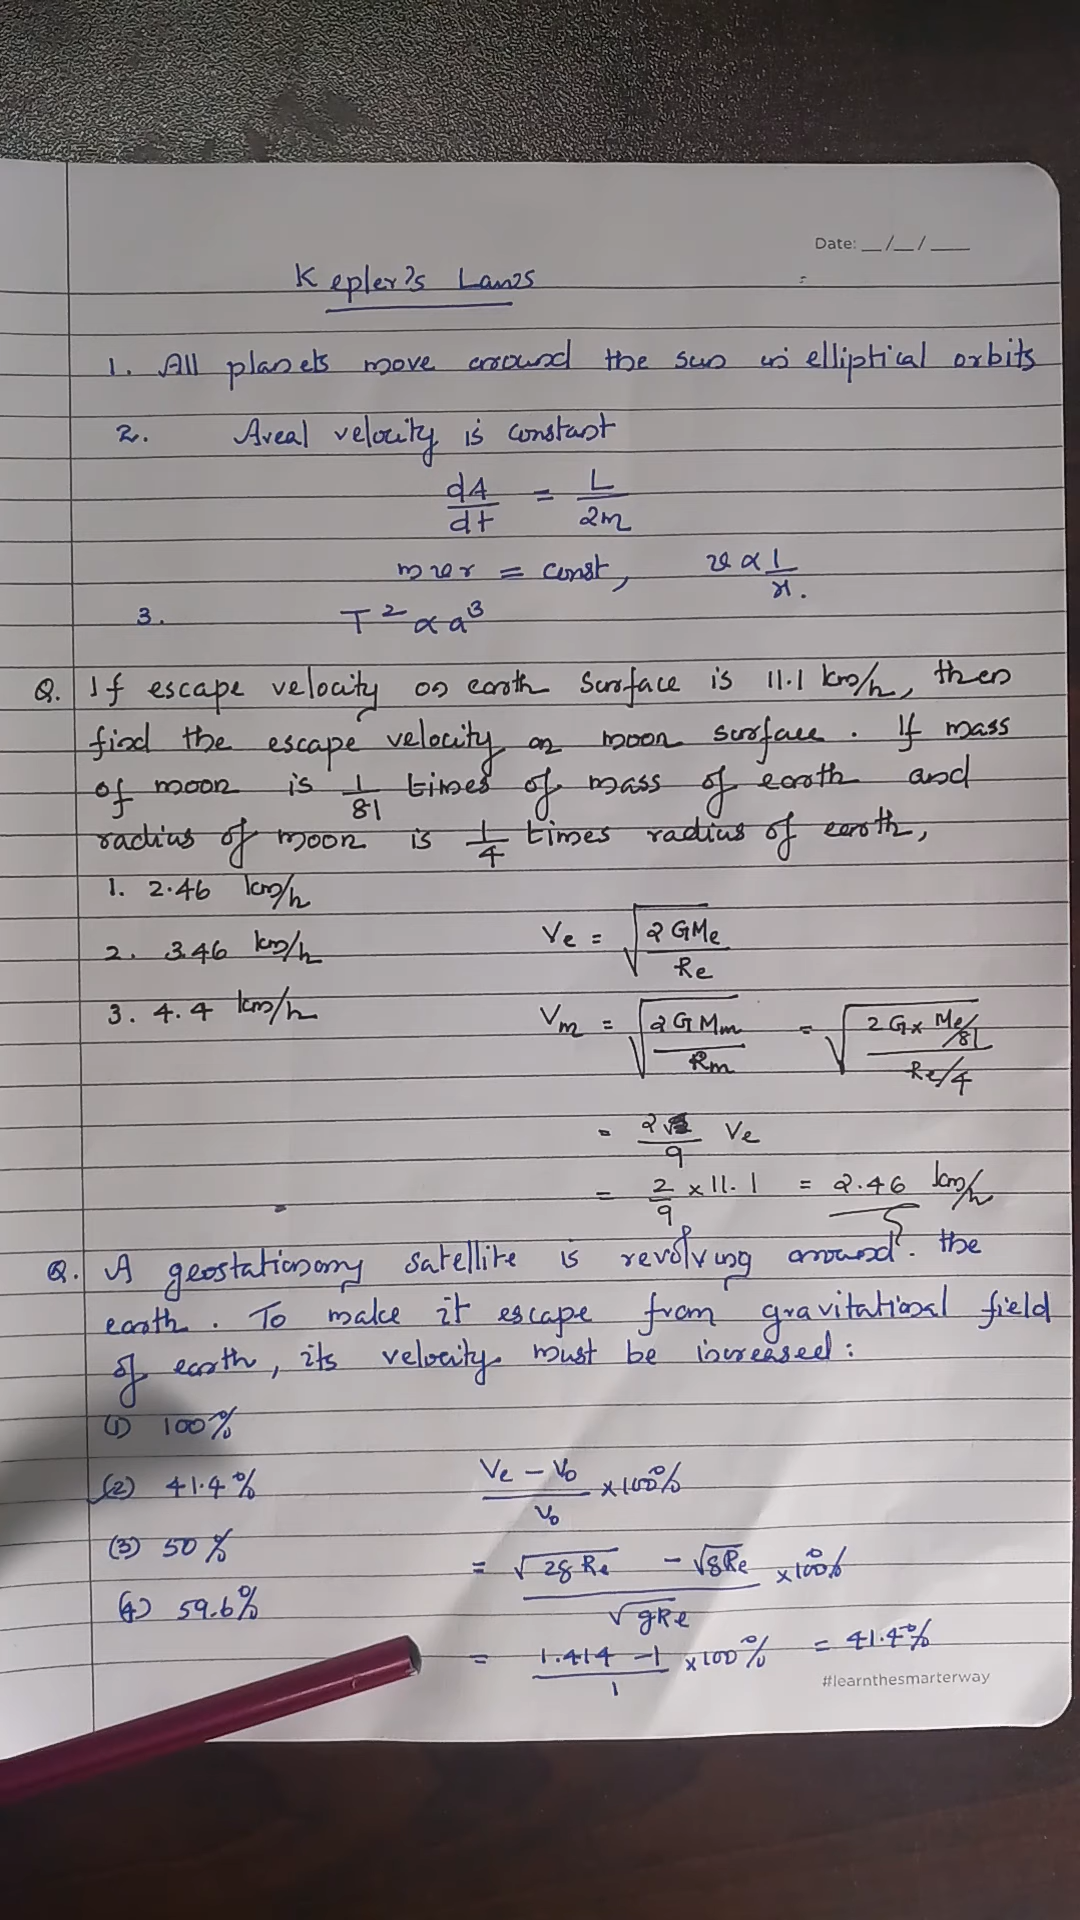 Date: __/__/____
Kepler's Laws
1. All planets move around the sun in elliptical orbits
2. Areal velocity is constant
dA/dt = L/2m
mvr = const, v ∝ 1/r.
3. T² ∝ a³
Q. If escape velocity on earth surface is 11.1 km/h, then
find the escape velocity on moon surface. If mass
of moon is 1/81 times of mass of earth and
radius of moon is 1/4 times radius of earth,
1. 2.46 km/h
2. 3.46 km/h
3. 4.4 km/h
Ve = √(2GMe/Re)
Vm = √(2GMm/Rm) = √((2G×Me/81)/(Re/4))
= 2/9 Ve
= 2/9 × 11.1 = 2.46 km/h
Q. A geostationary satellite is revolving around the
earth. To make it escape from gravitational field
of earth, its velocity must be increased:
(1) 100%
(2) 41.4%
(3) 50%
(4) 59.6%
(Ve - Vo)/Vo × 100%
= (√2gRe - √gRe)/√gRe × 100%
= (1.414 - 1)/1 × 100% = 41.4%
#learnthesmarterway